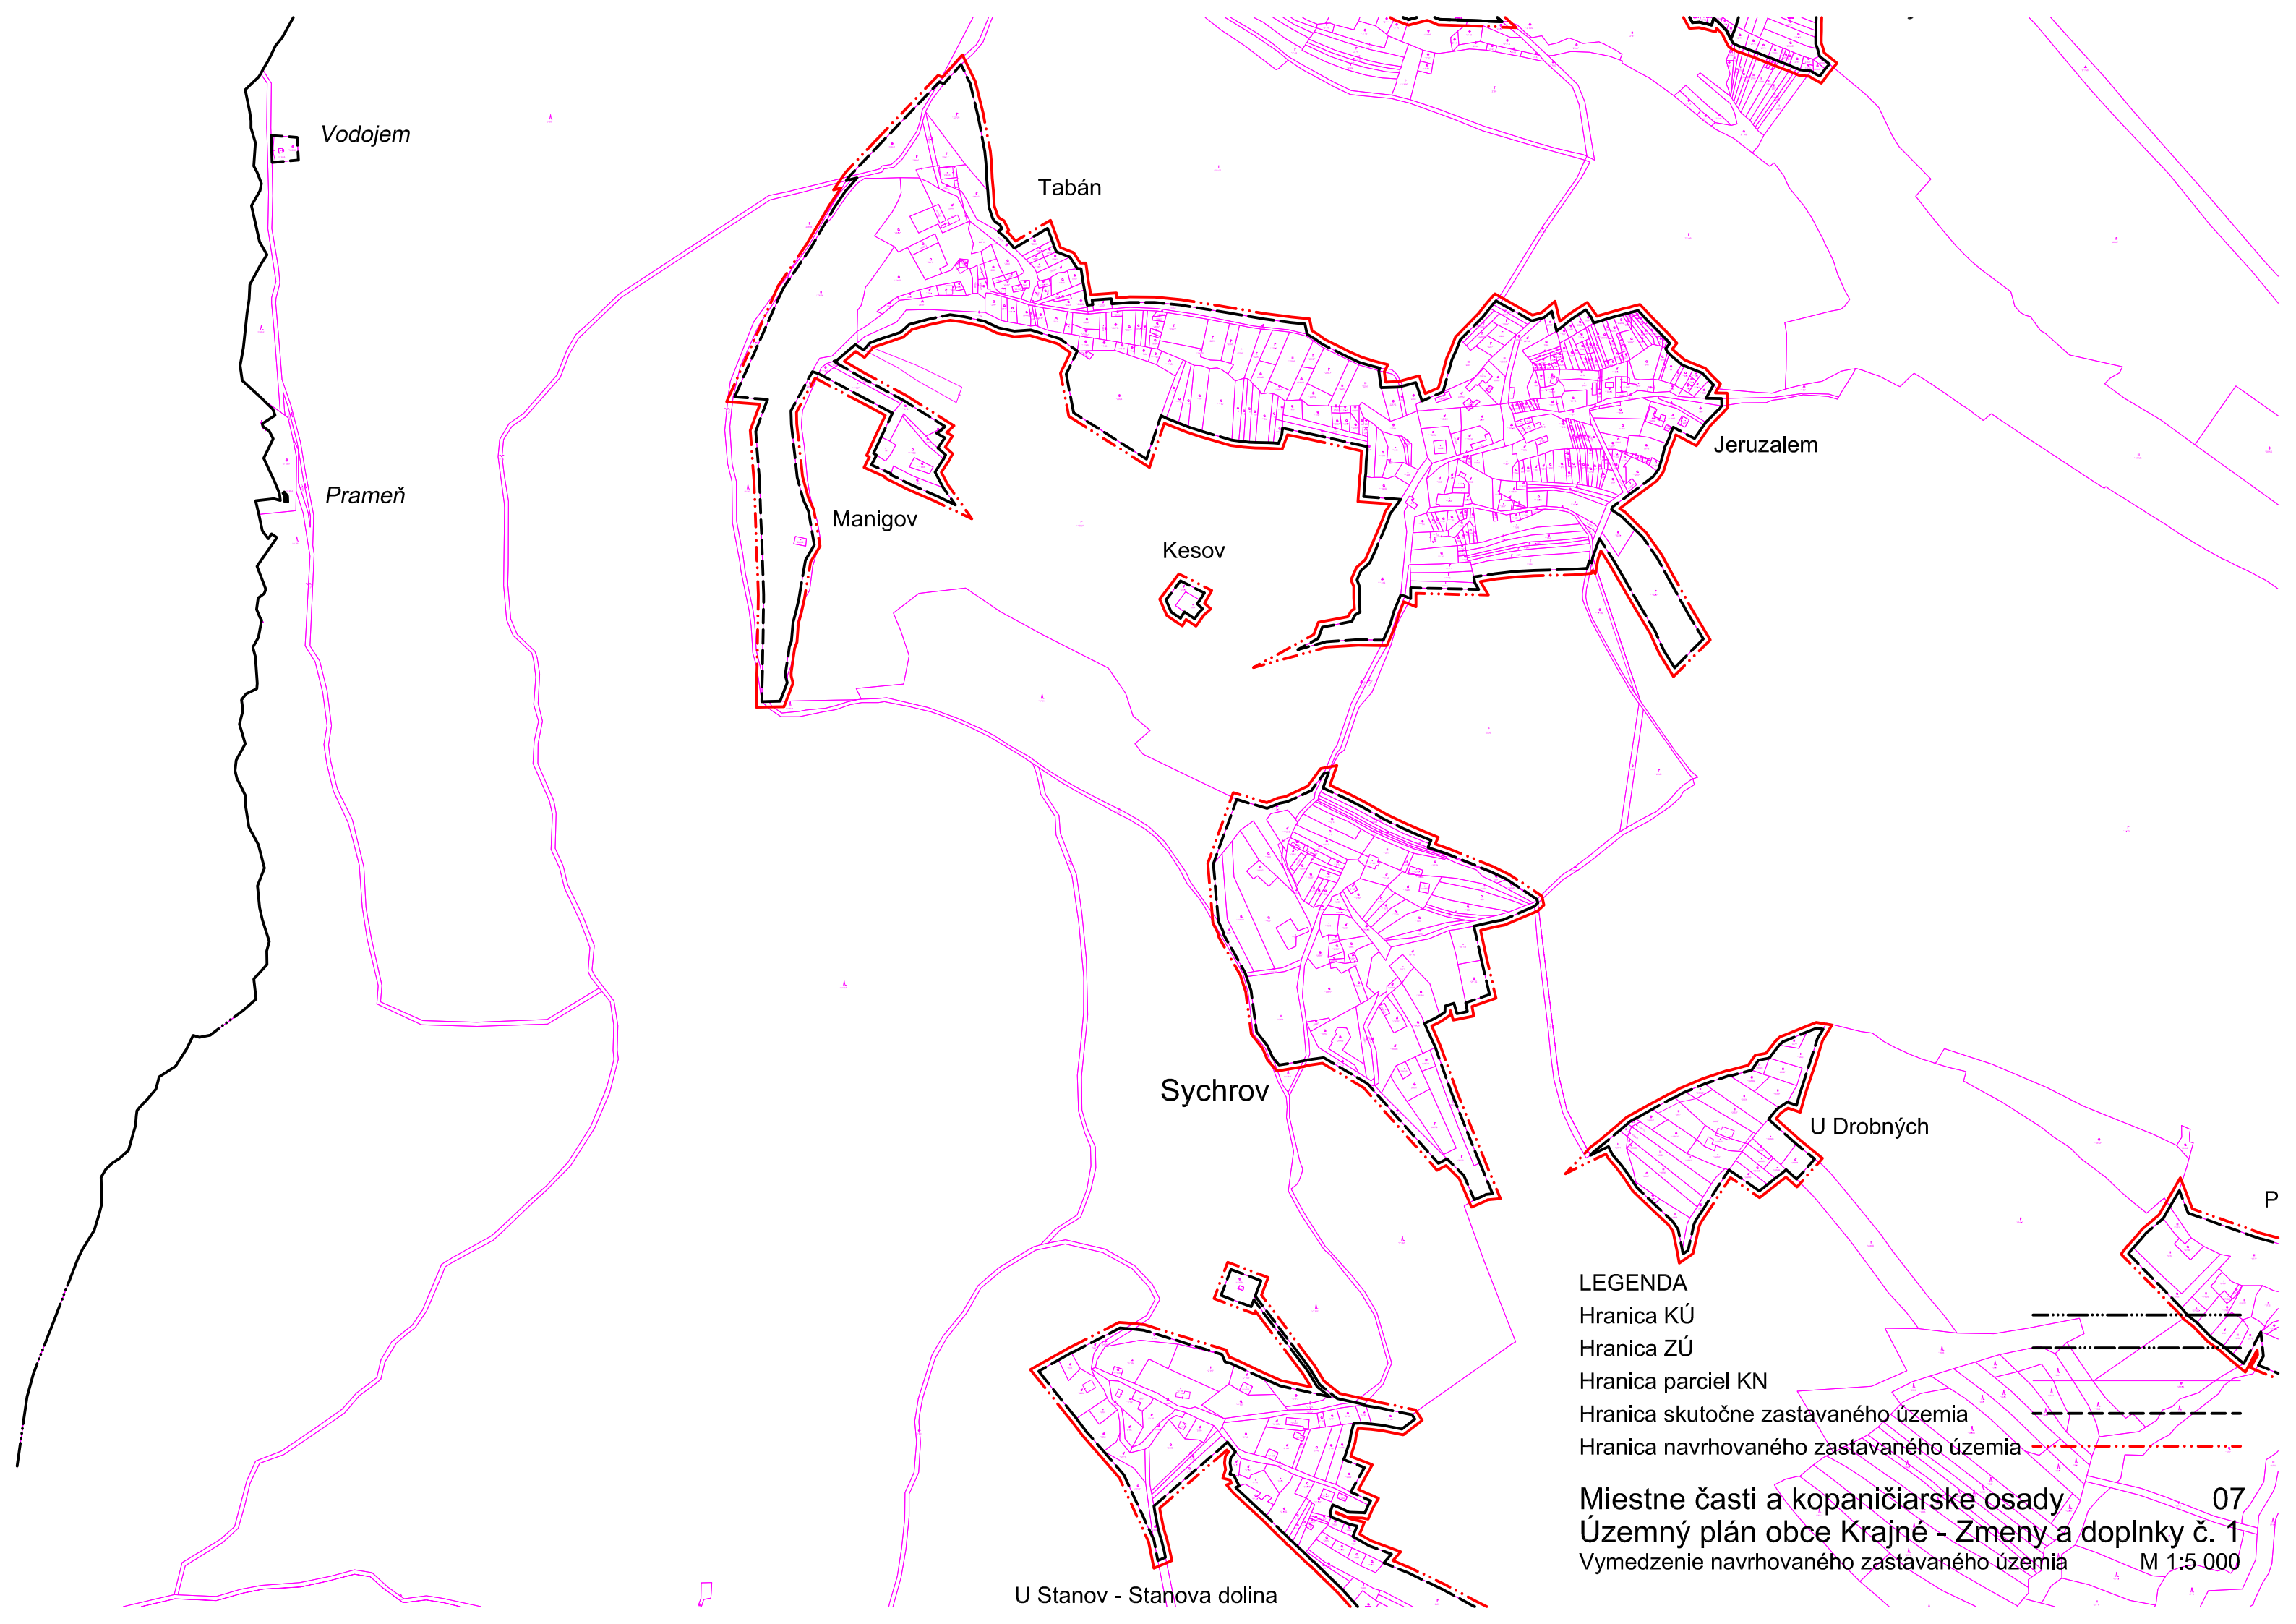 Vodojem
Tabán
Jeruzalem
Prameň
Manigov
Kesov
Sychrov
U Drobných
P
LEGENDA
Hranica KÚ
Hranica ZÚ
Hranica parciel KN
Hranica skutočne zastavaného územia
Hranica navrhovaného zastavaného územia
Miestne časti a kopaničiarske osady 07
Územný plán obce Krajné - Zmeny a doplnky č. 1
Vymedzenie navrhovaného zastavaného územia M 1:5 000
U Stanov - Stanova dolina